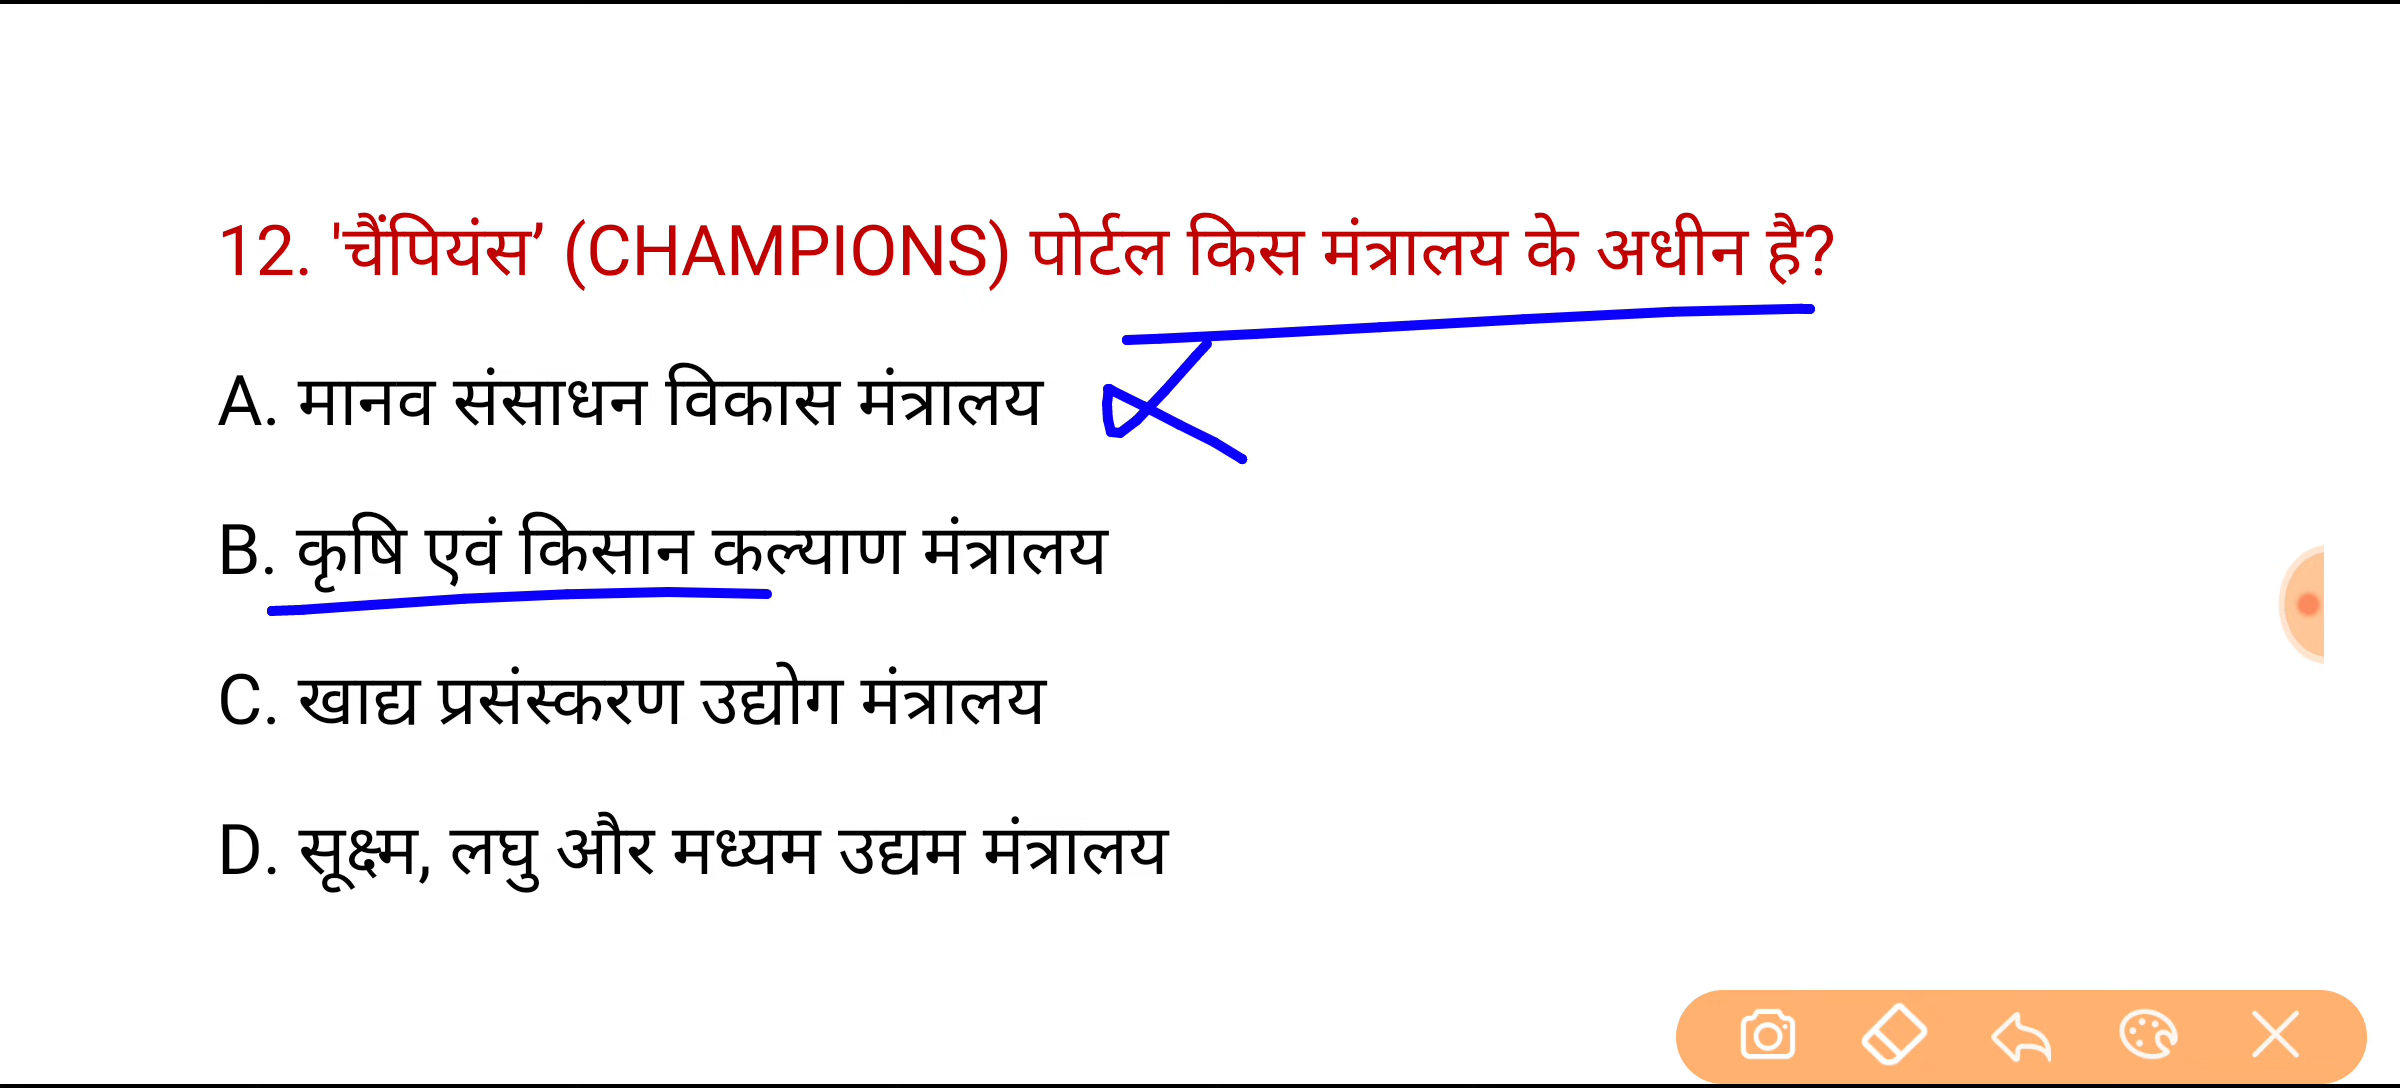 12. 'चैंपियंस’ (CHAMPIONS) पोर्टल किस मंत्रालय के अधीन है?
A. मानव संसाधन विकास मंत्रालय
B. कृषि एवं किसान कल्याण मंत्रालय
C. खाद्य प्रसंस्करण उद्योग मंत्रालय
D. सूक्ष्म, लघु और मध्यम उद्यम मंत्रालय